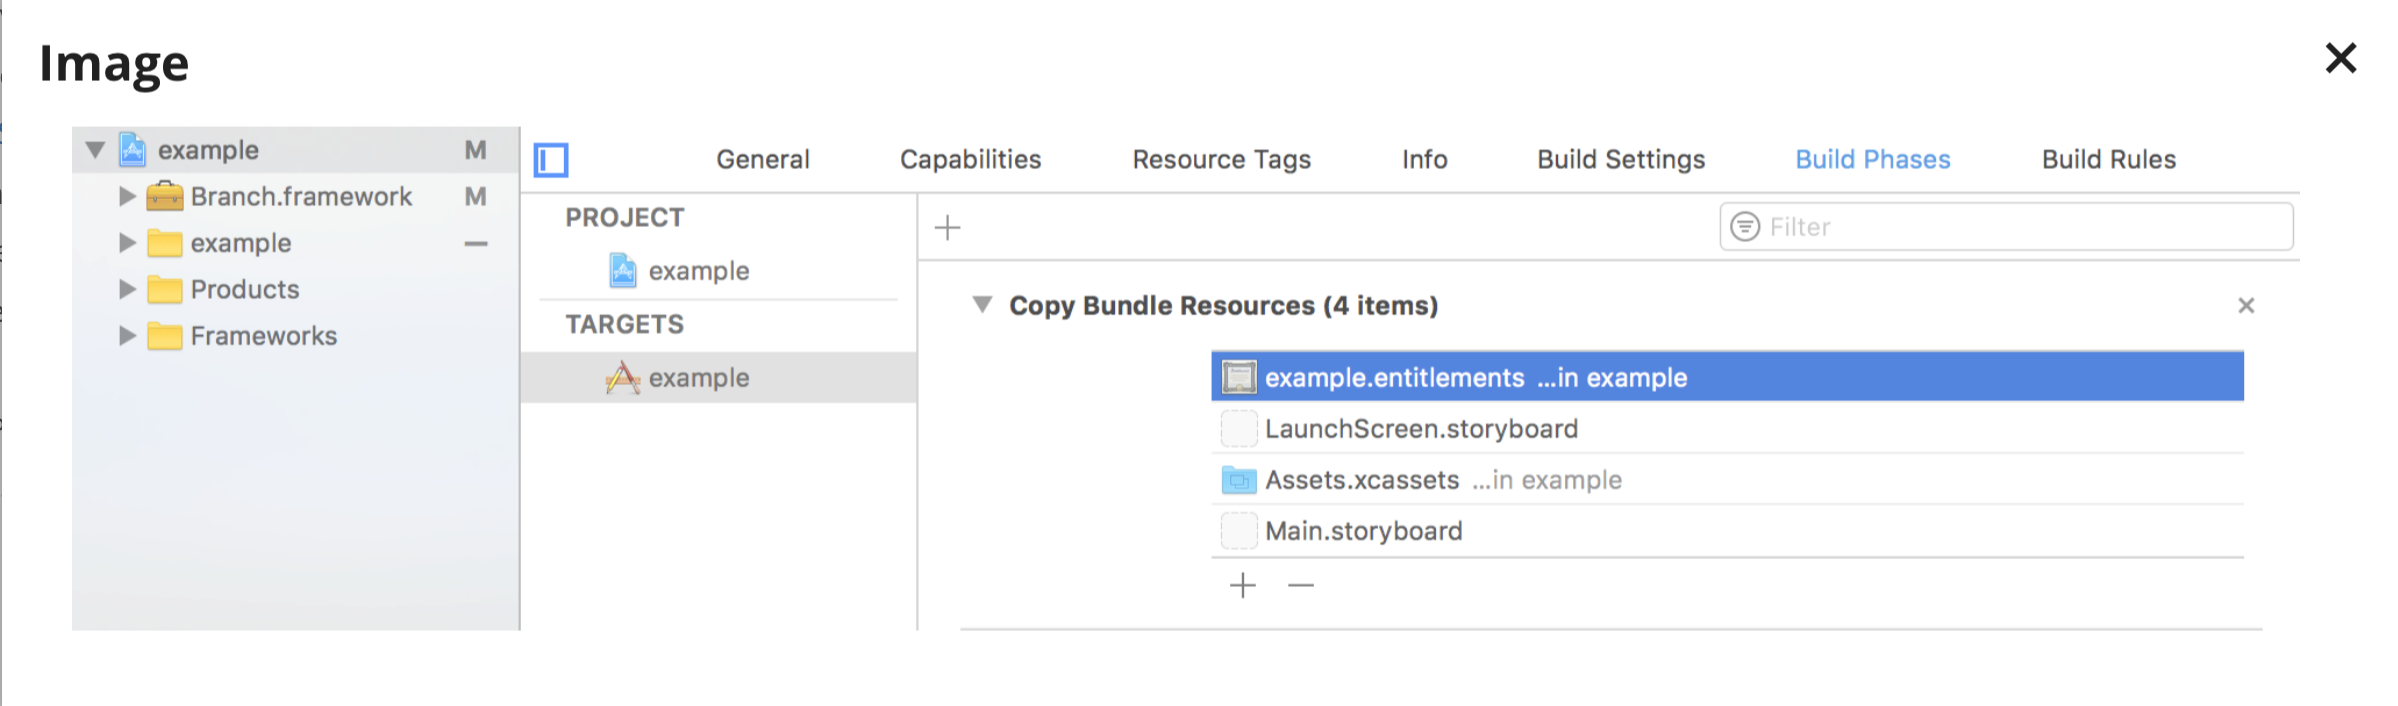 Image
example M
Branch.framework M
example
Products
Frameworks
General Capabilities Resource Tags Info Build Settings Build Phases Build Rules
PROJECT
example
TARGETS
example
Filter
Copy Bundle Resources (4 items)
example.entitlements ...in example
LaunchScreen.storyboard
Assets.xcassets ...in example
Main.storyboard